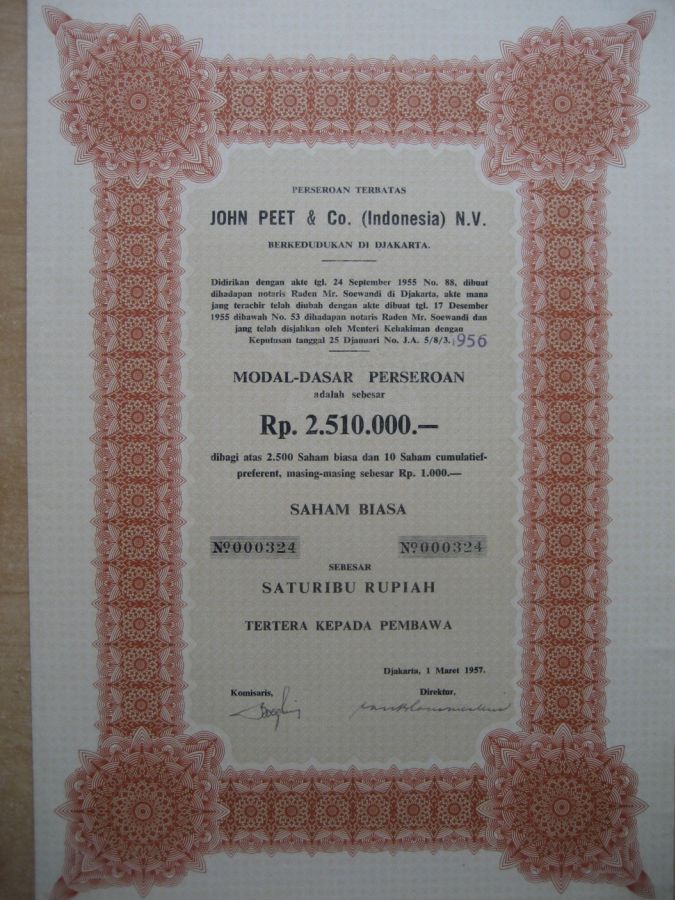 PERSEROAN TERBATAS
JOHN PEET & Co. (Indonesia) N.V.
BERKEDUDUKAN DI DJAKARTA.
Didirikan dengan akte tgl. 24 September 1955 No. 88, dibuat
dihadapan notaris Raden Mr. Soewandi di Djakarta, akte mana
jang terachir telah diubah dengan akte dibuat tgl. 17 Desember
1955 dibawah No. 53 dihadapan notaris Raden Mr. Soewandi dan
jang telah disjahkan oleh Menteri Kehakiman dengan
Keputusan tanggal 25 Djanuari No. J.A. 5/8/3. 1956
MODAL-DASAR PERSEROAN
adalah sebesar
Rp. 2.510.000.—
dibagi atas 2.500 Saham biasa dan 10 Saham cumulatief-
preferent, masing-masing sebesar Rp. 1.000.—
SAHAM BIASA
Nº000324 Nº000324
SEBESAR
SATURIBU RUPIAH
TERTERA KEPADA PEMBAWA
Djakarta, 1 Maret 1957.
Komisaris, Direktur,